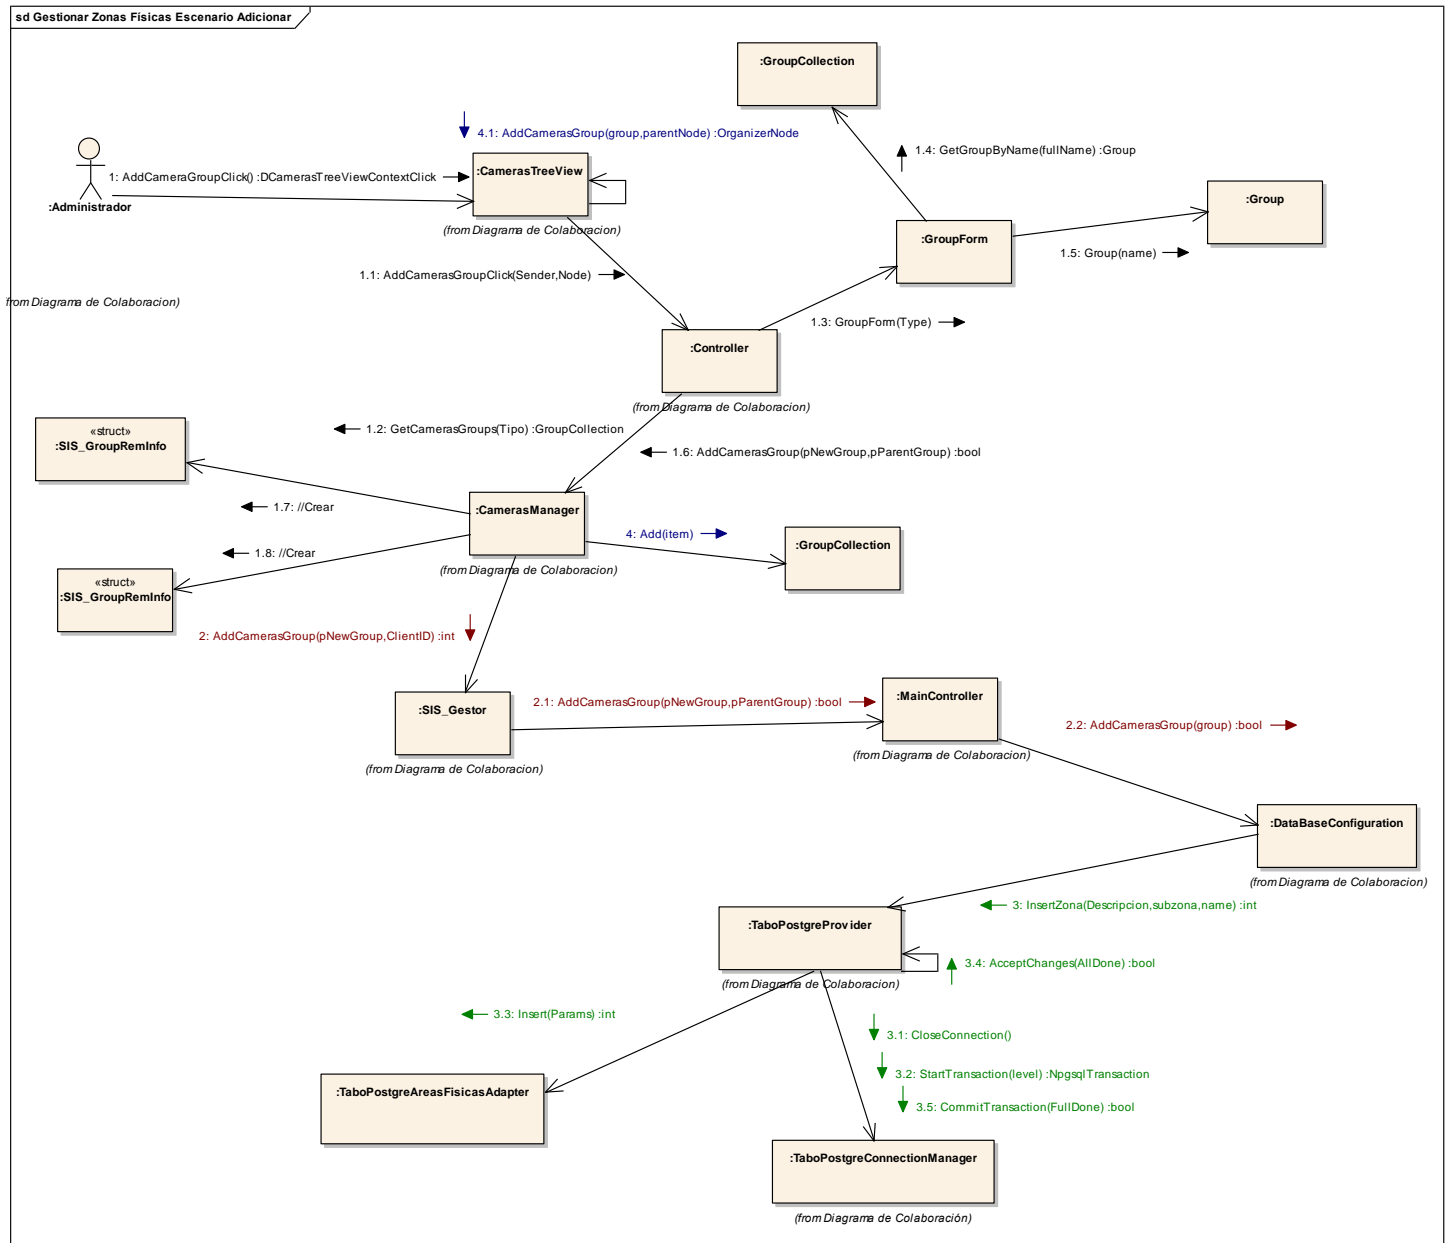 sd Gestionar Zonas Físicas Escenario Adicionar
:GroupCollection
4.1: AddCamerasGroup(group,parentNode) :OrganizerNode
1.4: GetGroupByName(fullName) :Group
:CamerasTreeView
1: AddCameraGroupClick() :DCamerasTreeViewContextClick
:Administrador
:Group
(from Diagrama de Colaboracion)
:GroupForm
1.5: Group(name)
1.1: AddCamerasGroupClick(Sender,Node)
(from Diagrama de Colaboracion)
1.3: GroupForm(Type)
:Controller
(from Diagrama de Colaboracion)
«struct»
:SIS_GroupRemInfo
1.2: GetCamerasGroups(Tipo) :GroupCollection
1.6: AddCamerasGroup(pNewGroup,pParentGroup) :bool
1.7: //Crear
:CamerasManager
4: Add(item)
:GroupCollection
1.8: //Crear
(from Diagrama de Colaboracion)
«struct»
:SIS_GroupRemInfo
2: AddCamerasGroup(pNewGroup,ClientID) :int
:SIS_Gestor
2.1: AddCamerasGroup(pNewGroup,pParentGroup) :bool
:MainController
2.2: AddCamerasGroup(group) :bool
(from Diagrama de Colaboracion)
(from Diagrama de Colaboracion)
:DataBaseConfiguration
(from Diagrama de Colaboracion)
3: InsertZona(Descripcion,subzona,name) :int
:TaboPostgreProvider
3.4: AcceptChanges(AllDone) :bool
(from Diagrama de Colaboracion)
3.3: Insert(Params) :int
3.1: CloseConnection()
3.2: StartTransaction(level) :NpgsqlTransaction
:TaboPostgreAreasFisicasAdapter
3.5: CommitTransaction(FullDone) :bool
:TaboPostgreConnectionManager
(from Diagrama de Colaboración)